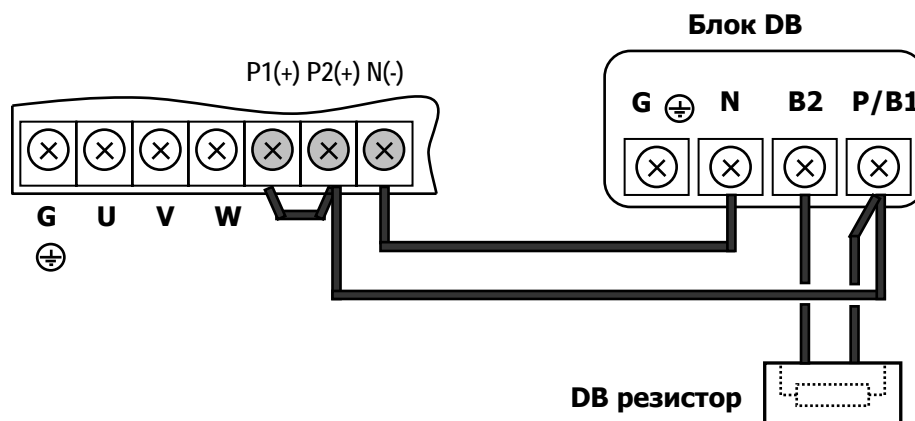 Блок DB
P1(+) P2(+) N(-)
G N B2 P/B1
G U V W
DB резистор